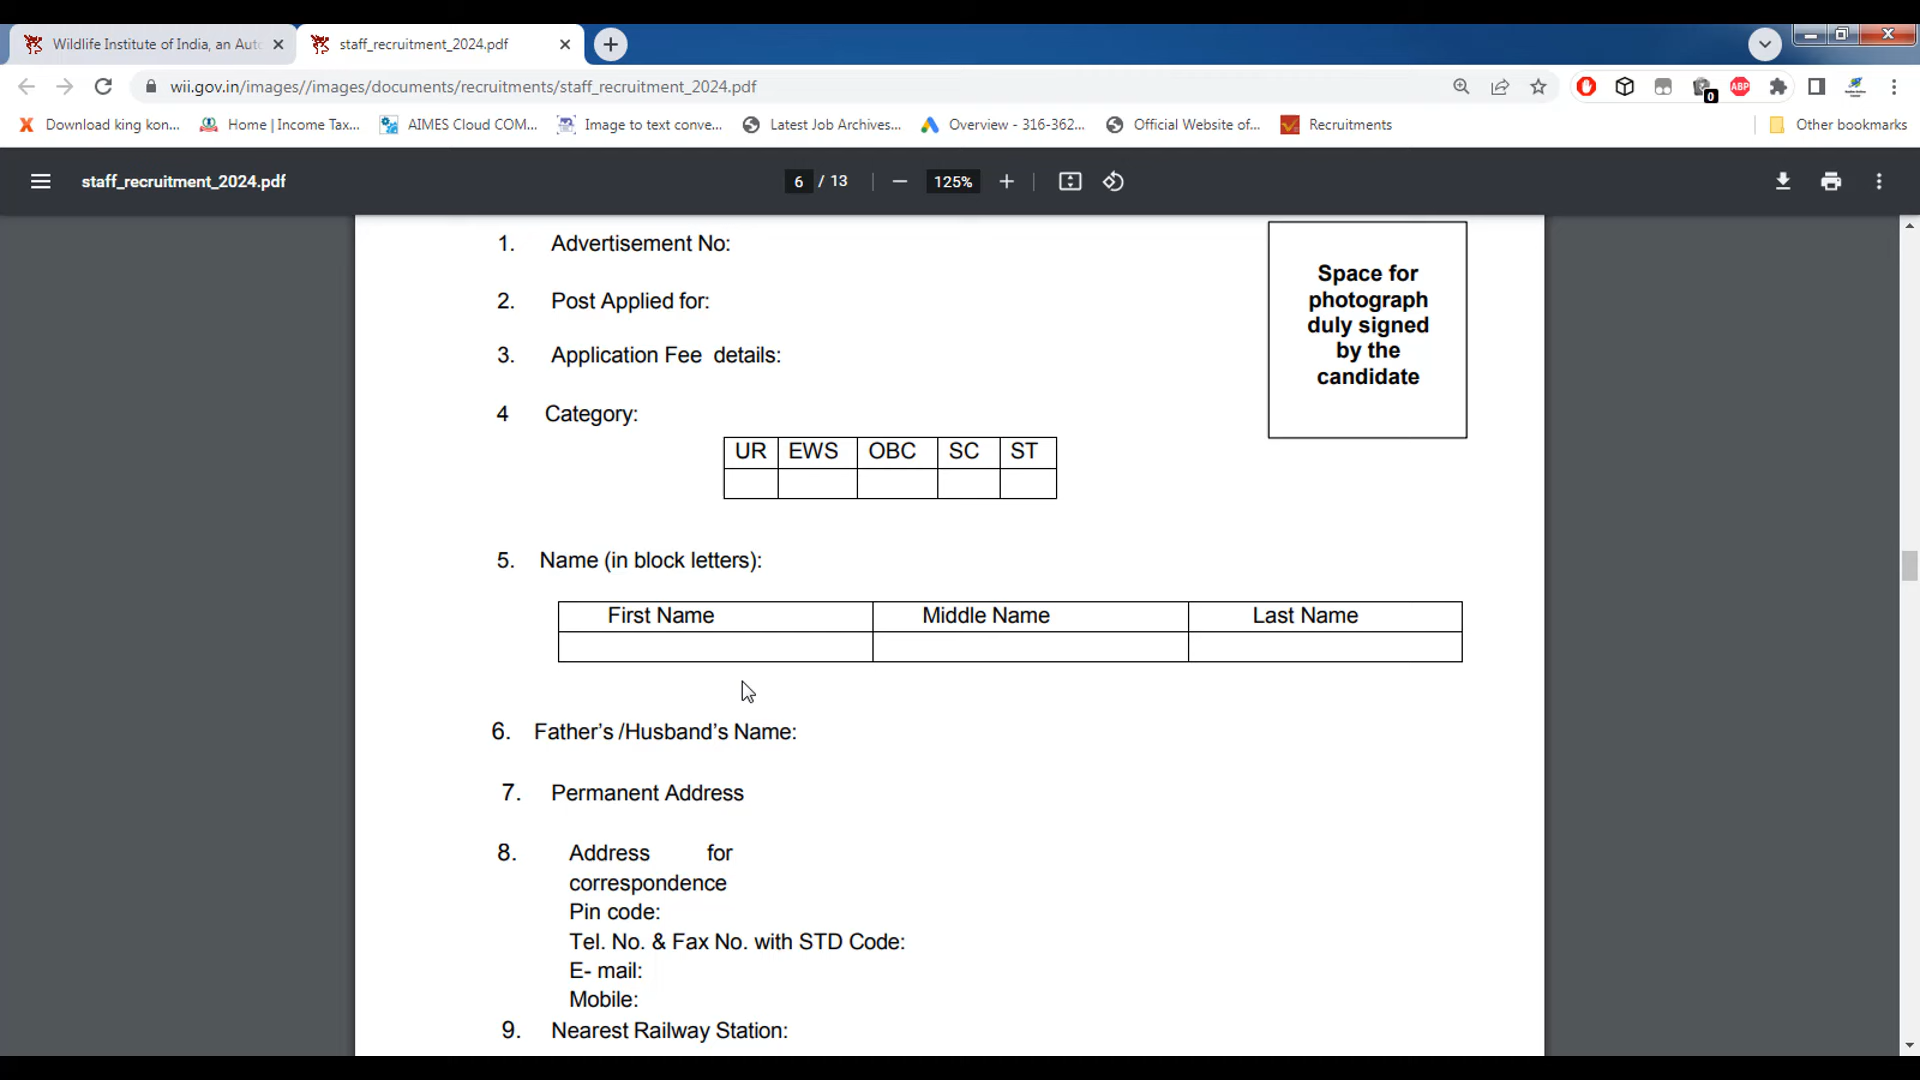 Wildlife Institute of India, an Auto
staff_recruitment_2024.pdf
wii.gov.in/images//images/documents/recruitments/staff_recruitment_2024.pdf
0
ABP
Download king kon...
Home | Income Tax...
AIMES Cloud COM...
Image to text conve...
Latest Job Archives...
Overview - 316-362...
Official Website of...
Recruitments
Other bookmarks
staff_recruitment_2024.pdf
6 / 13
125%
1. Advertisement No:
2. Post Applied for:
3. Application Fee details:
Space for
photograph
duly signed
by the
candidate
4 Category:
UR EWS OBC SC ST
5. Name (in block letters):
First Name Middle Name Last Name
6. Father’s /Husband’s Name:
7. Permanent Address
8. Address for
correspondence
Pin code:
Tel. No. & Fax No. with STD Code:
E- mail:
Mobile:
9. Nearest Railway Station: